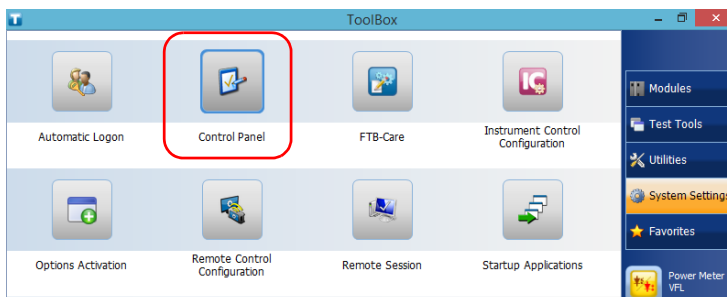 ToolBox
Automatic Logon
Control Panel
FTB-Care
Instrument Control
Configuration
Options Activation
Remote Control
Configuration
Remote Session
Startup Applications
Modules
Test Tools
Utilities
System Settings
Favorites
Power Meter
VFL